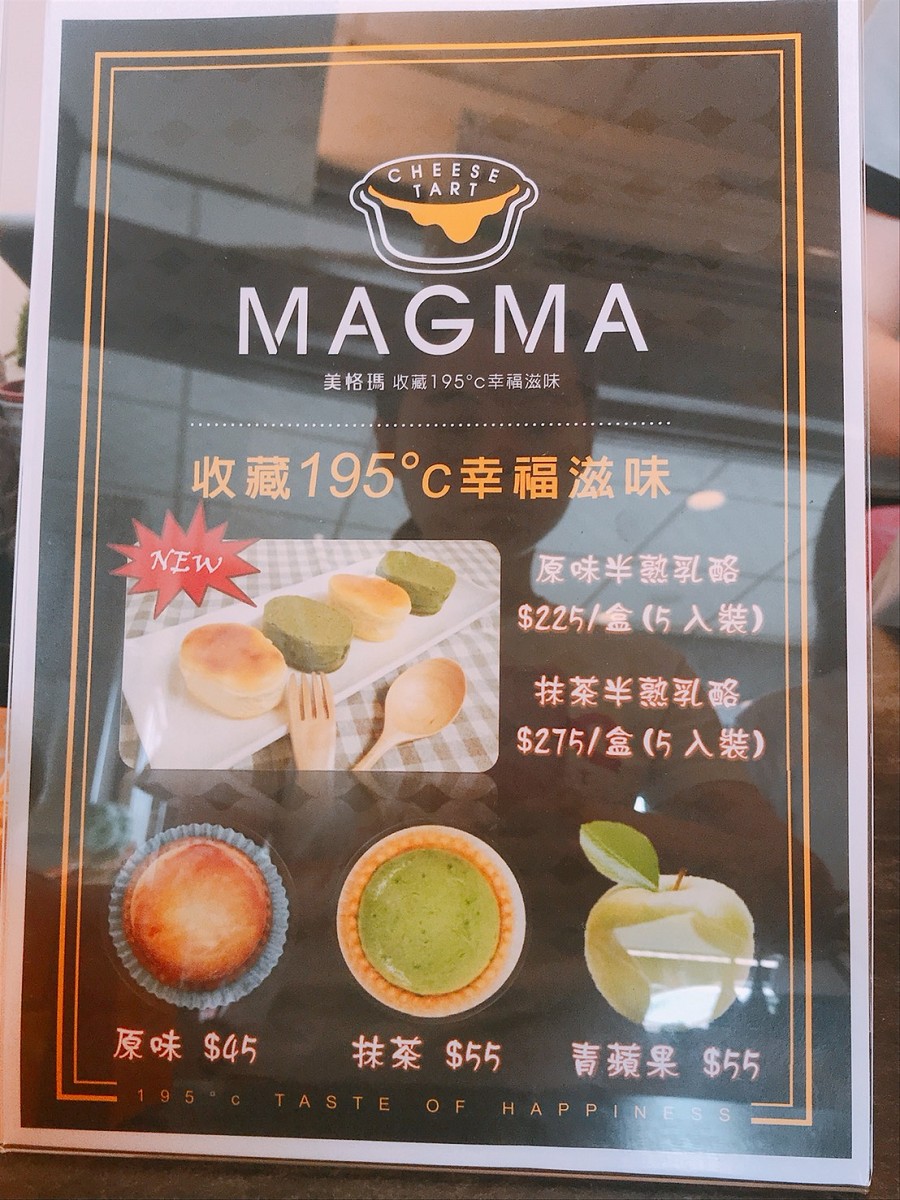 CHEESE
TART
MAGMA
美恪瑪 收藏195°c幸福滋味
收藏195°c幸福滋味
NEW
原味半熟乳酪
$225/盒(5入裝)
抹茶半熟乳酪
$275/盒(5入裝)
原味 $45
抹茶 $55
青蘋果 $55
195°c TASTE OF HAPPINESS